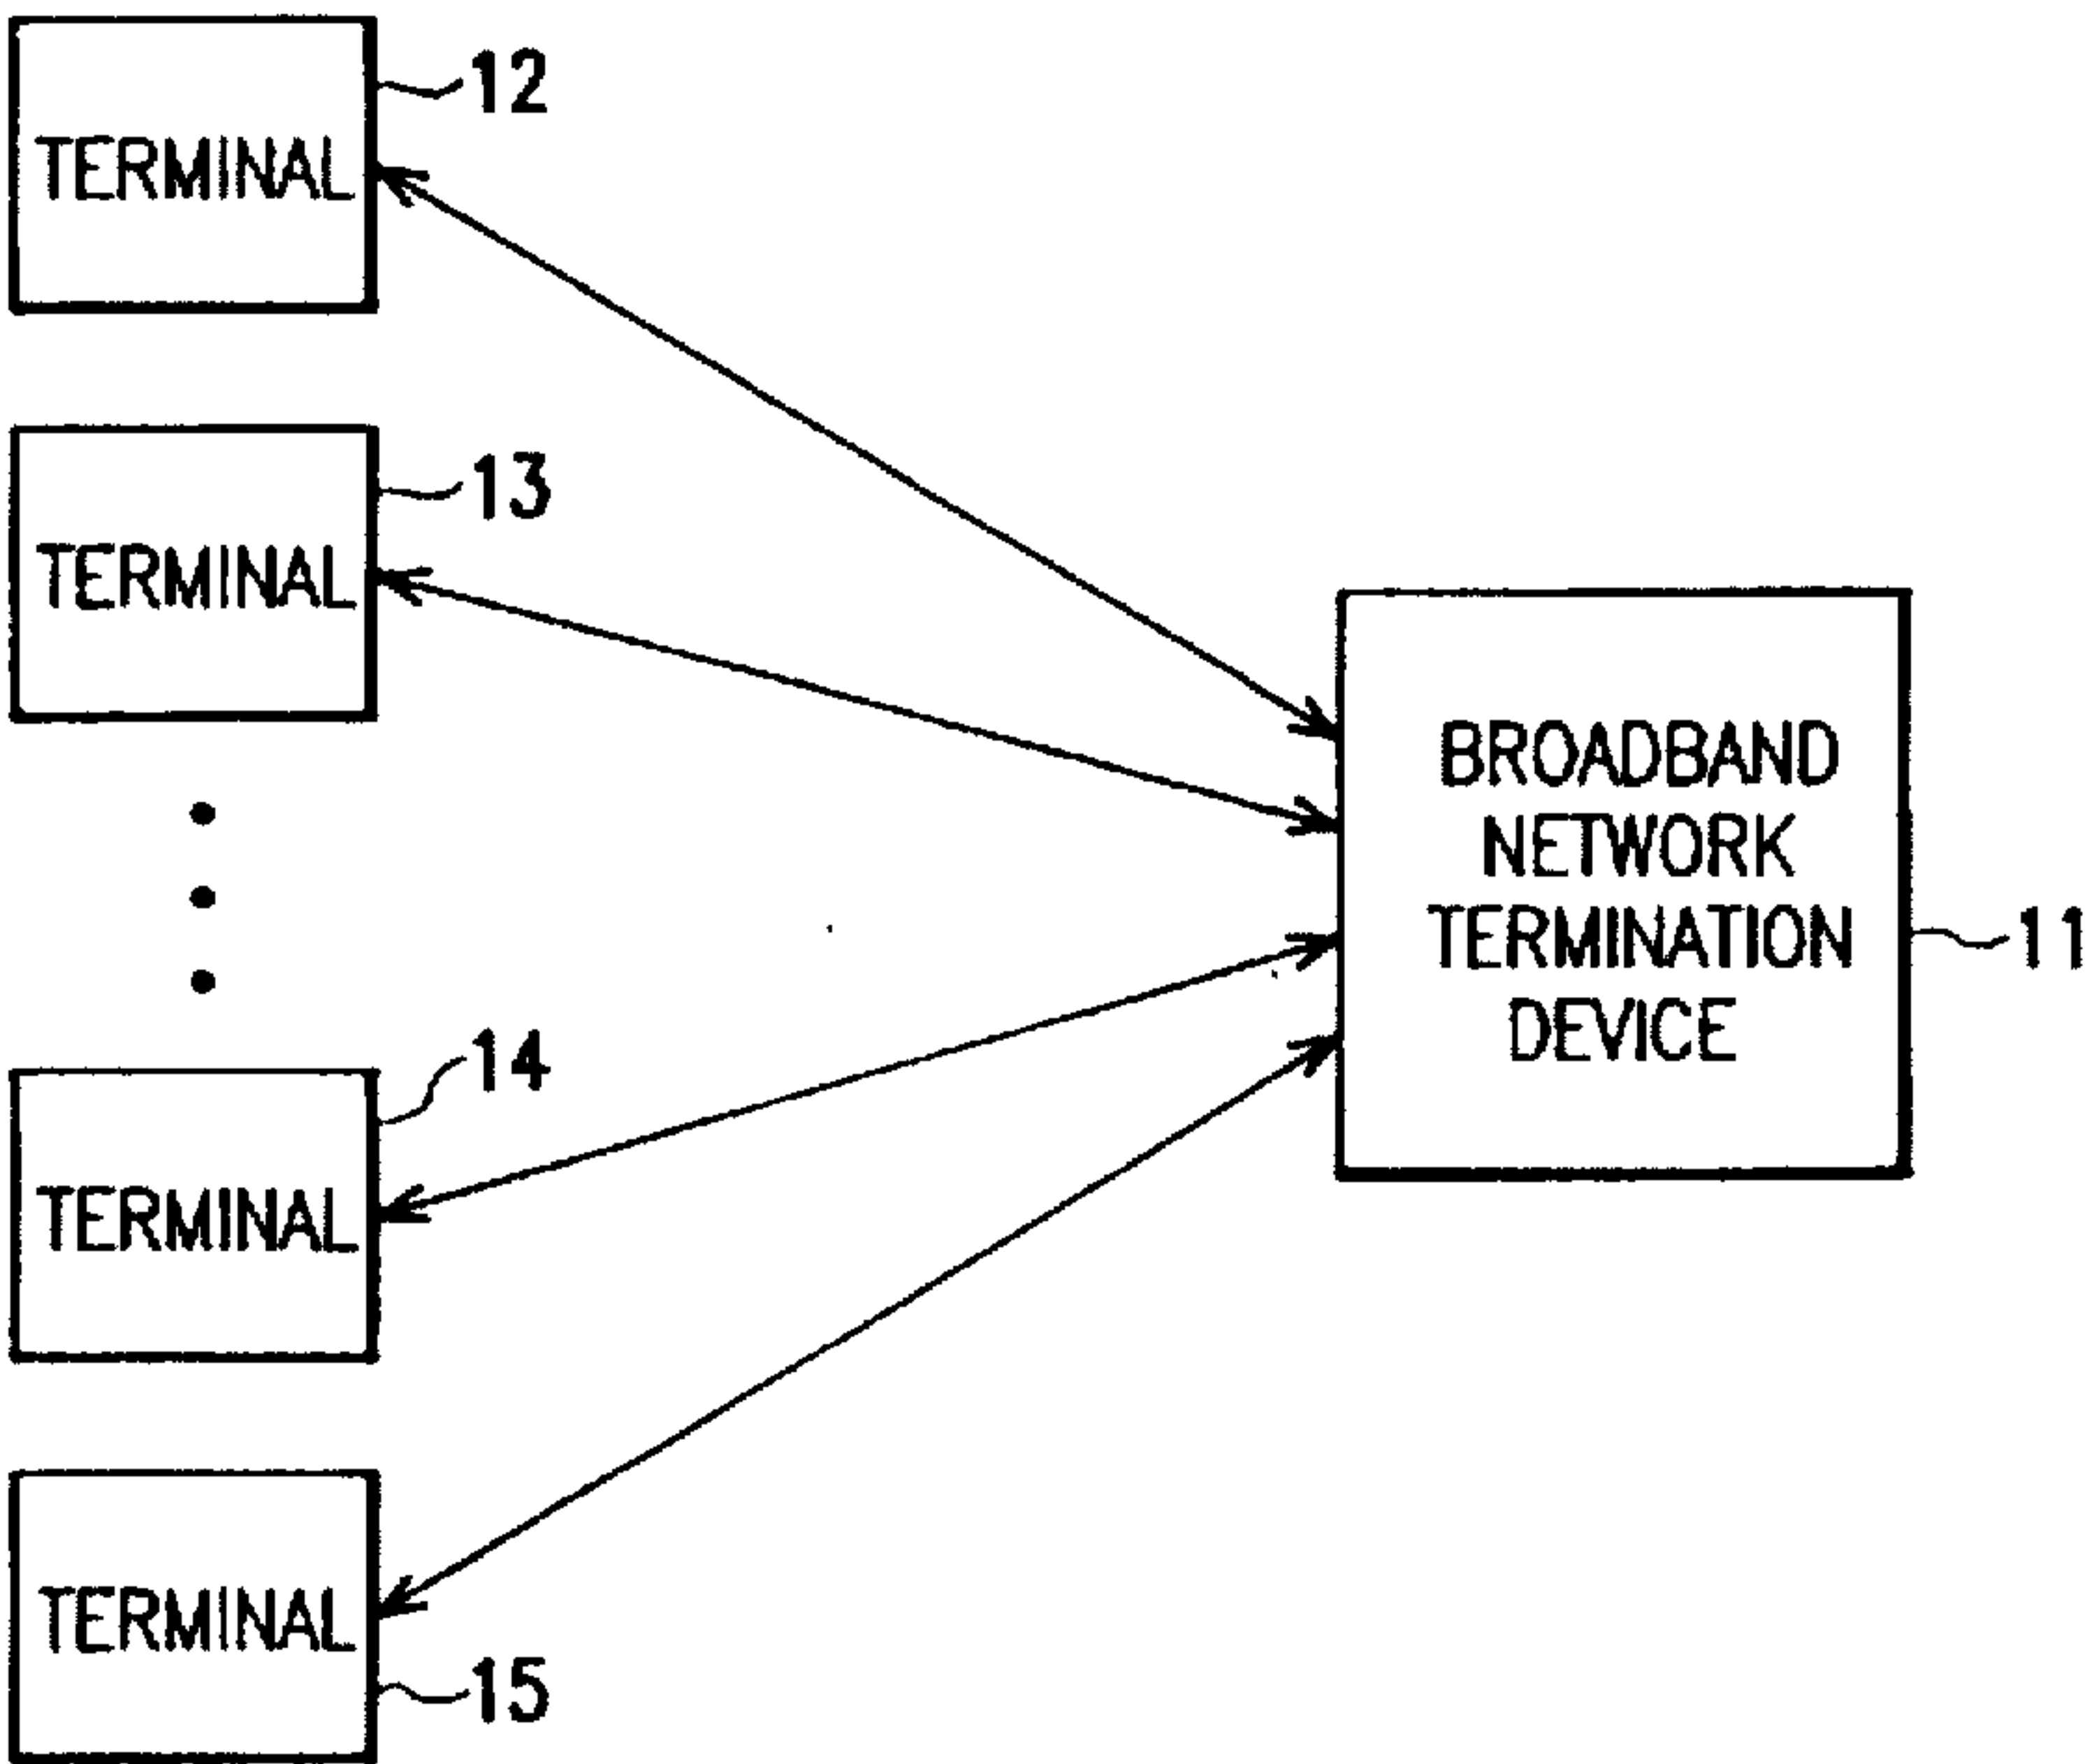 12
TERMINAL
13
TERMINAL
14
TERMINAL
15
TERMINAL
BROADBAND
NETWORK
TERMINATION
DEVICE
11